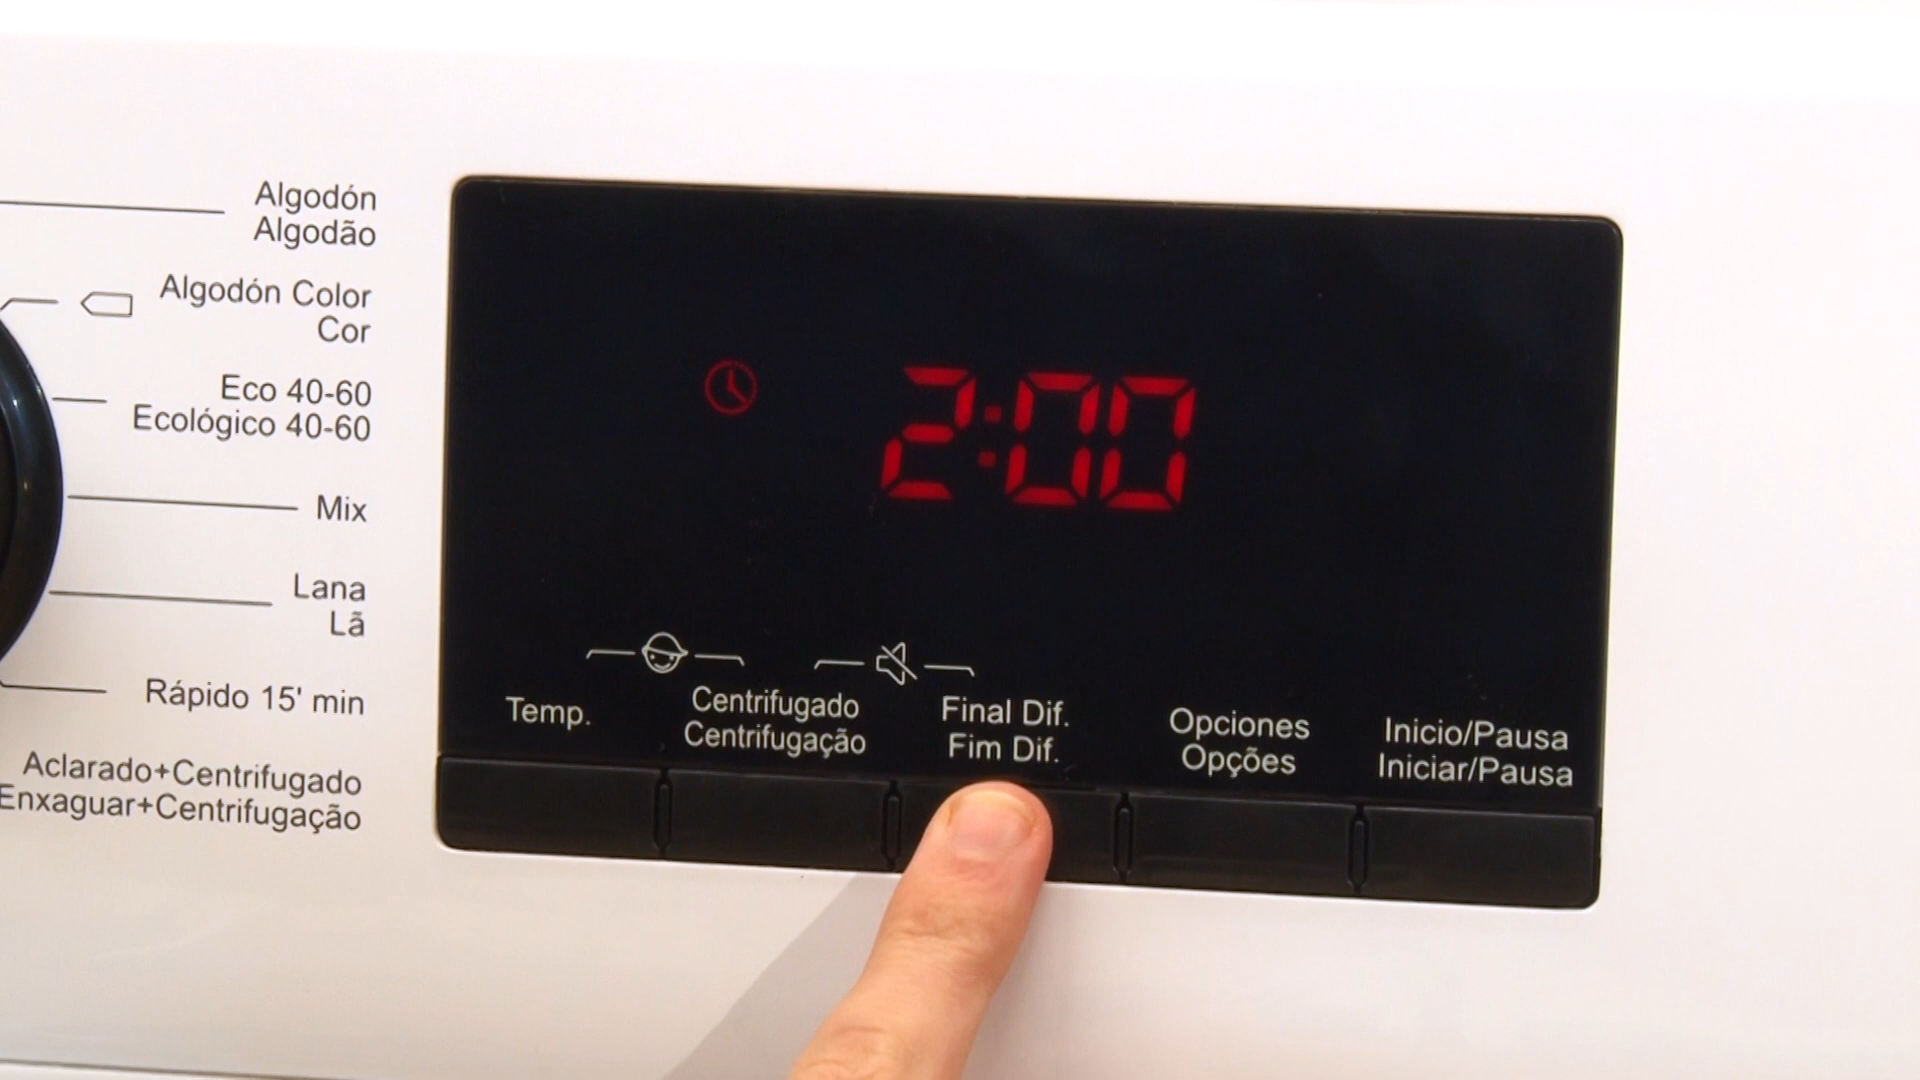 Algodón
Algodão
Algodón Color
Cor
Eco 40-60
Ecológico 40-60
Mix
Lana
Lã
Rápido 15' min
Aclarado+Centrifugado
Enxaguar+Centrifugação
2:00
Temp.
Centrifugado
Centrifugação
Final Dif.
Fim Dif.
Opciones
Opções
Inicio/Pausa
Iniciar/Pausa